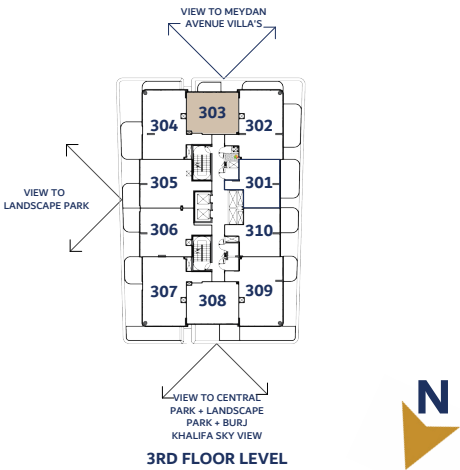 VIEW TO MEYDAN
AVENUE VILLA'S
304
303
302
305
301
VIEW TO
LANDSCAPE PARK
306
310
307
308
309
VIEW TO CENTRAL
PARK + LANDSCAPE
PARK + BURJ
KHALIFA SKY VIEW
3RD FLOOR LEVEL
N